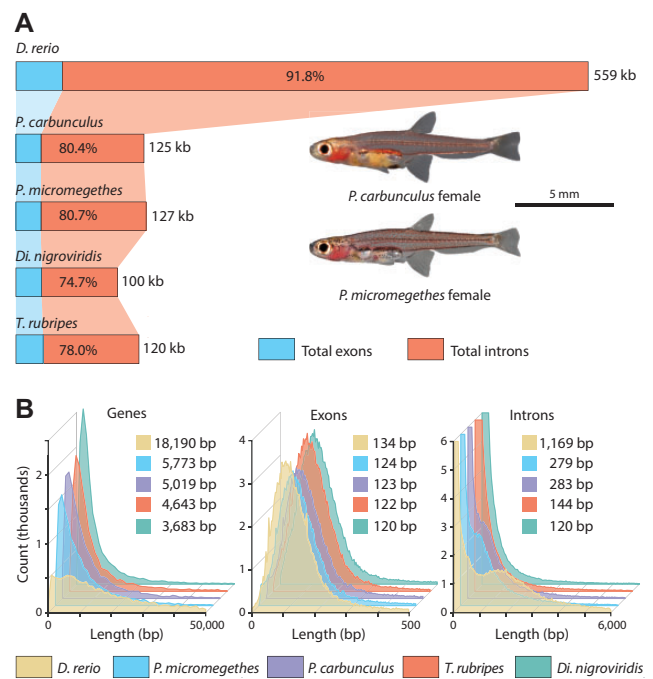 A
D. rerio
91.8%
559 kb
P. carbunculus
80.4%
125 kb
P. carbunculus female
5 mm
P. micromegethes
80.7%
127 kb
Di. nigroviridis
74.7%
100 kb
P. micromegethes female
T. rubripes
78.0%
120 kb
Total exons
Total introns
B
Genes
Exons
Introns
Count (thousands)
2
1
0
18,190 bp
5,773 bp
5,019 bp
4,643 bp
3,683 bp
0
50,000
Length (bp)
4
3
2
1
0
134 bp
124 bp
123 bp
122 bp
120 bp
0
500
Length (bp)
6
5
4
3
2
1
0
1,169 bp
279 bp
283 bp
144 bp
120 bp
0
6,000
Length (bp)
D. rerio
P. micromegethes
P. carbunculus
T. rubripes
Di. nigroviridis